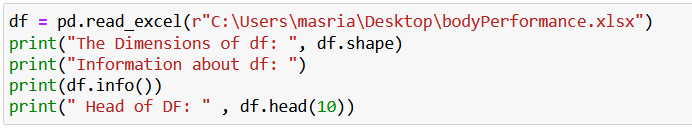 df = pd.read_excel(r"C:\Users\masria\Desktop\bodyPerformance.xlsx")
print("The Dimensions of df: ", df.shape)
print("Information about df: ")
print(df.info())
print(" Head of DF: " , df.head(10))